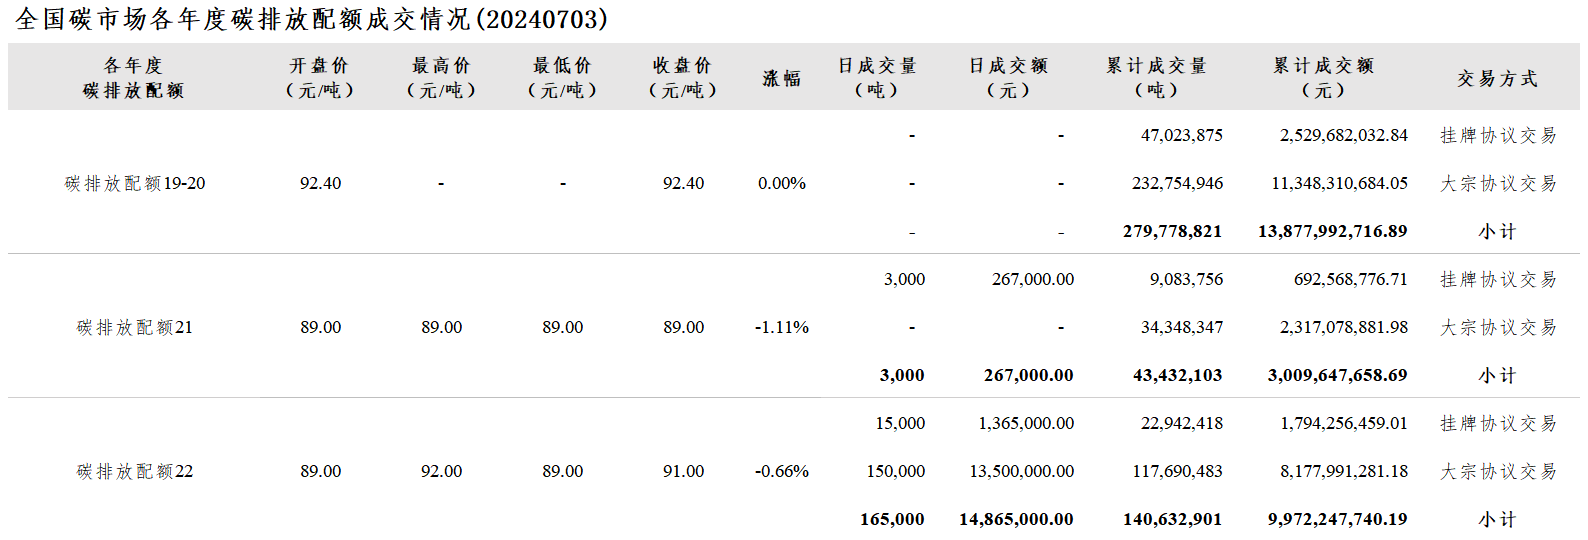 全国碳市场各年度碳排放配额成交情况(20240703)
各年度 碳排放配额 开盘价 （元/吨） 最高价 （元/吨） 最低价 （元/吨） 收盘价 （元/吨） 涨幅 日成交量 （吨） 日成交额 （元） 累计成交量 （吨） 累计成交额 （元） 交易方式
- - 47,023,875 2,529,682,032.84 挂牌协议交易
碳排放配额19-20 92.40 - - 92.40 0.00% - - 232,754,946 11,348,310,684.05 大宗协议交易
- - 279,778,821 13,877,992,716.89 小计
3,000 267,000.00 9,083,756 692,568,776.71 挂牌协议交易
碳排放配额21 89.00 89.00 89.00 89.00 -1.11% - - 34,348,347 2,317,078,881.98 大宗协议交易
3,000 267,000.00 43,432,103 3,009,647,658.69 小计
15,000 1,365,000.00 22,942,418 1,794,256,459.01 挂牌协议交易
碳排放配额22 89.00 92.00 89.00 91.00 -0.66% 150,000 13,500,000.00 117,690,483 8,177,991,281.18 大宗协议交易
165,000 14,865,000.00 140,632,901 9,972,247,740.19 小计